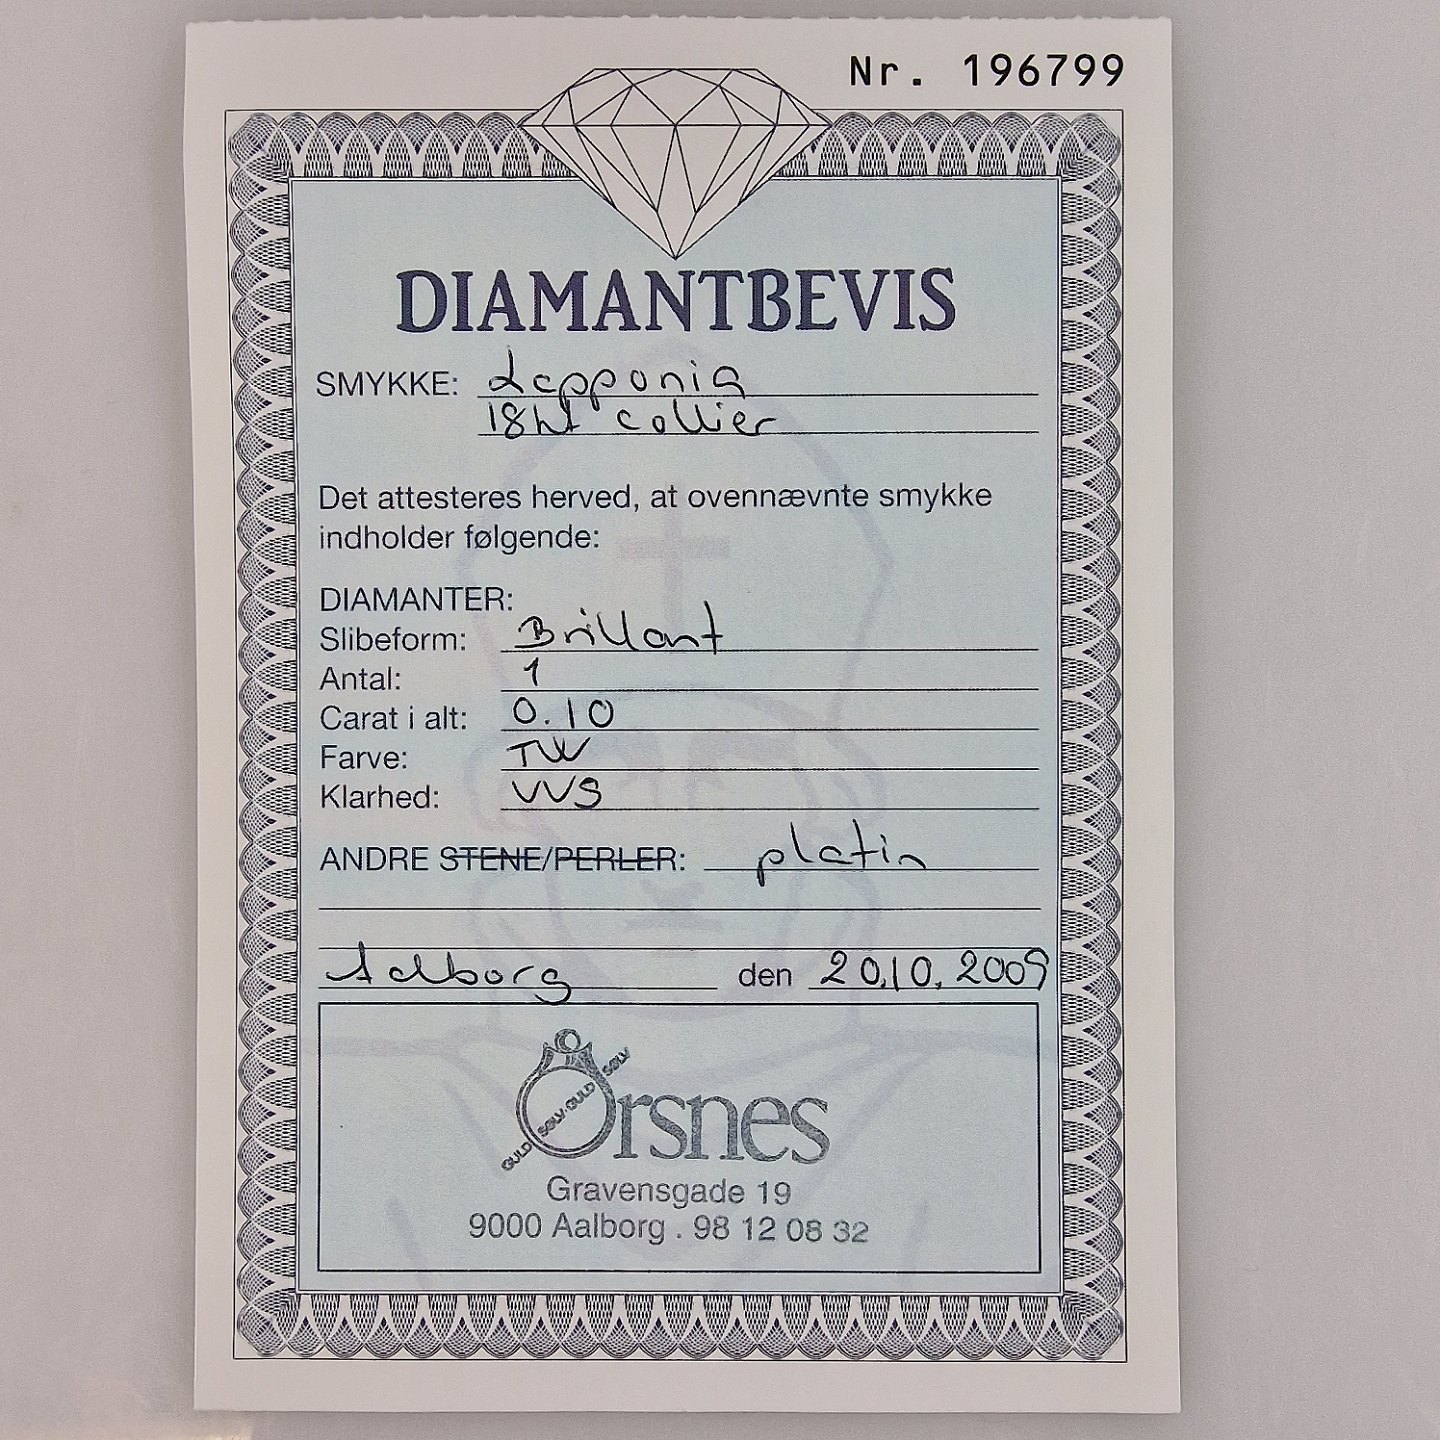 Nr. 196799
DIAMANTBEVIS
SMYKKE: Lapponia
18kt collier
Det attesteres herved, at ovennævnte smykke
indholder følgende:
DIAMANTER:
Slibeform: Brillant
Antal: 1
Carat i alt: 0.10
Farve: TW
Klarhed: VVS
ANDRE STENE/PERLER: platin
Aalborg den 20.10.2009
GULD SØLV GULD SØLV
Ørsnes
Gravensgade 19
9000 Aalborg . 98 12 08 32